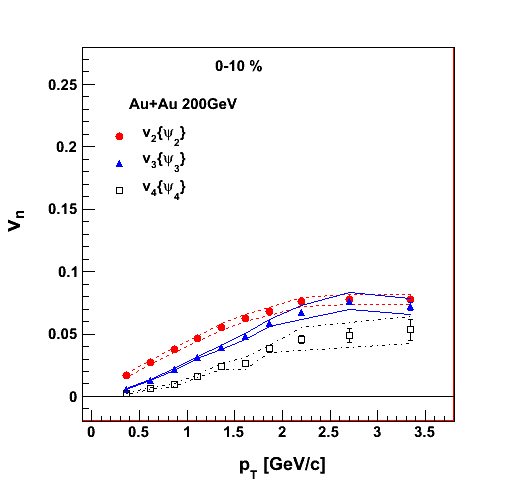 0-10 %
Au+Au 200GeV
v2{ψ2}
v3{ψ3}
v4{ψ4}
Vn
0.25
0.2
0.15
0.1
0.05
0
0 0.5 1 1.5 2 2.5 3 3.5
pT [GeV/c]